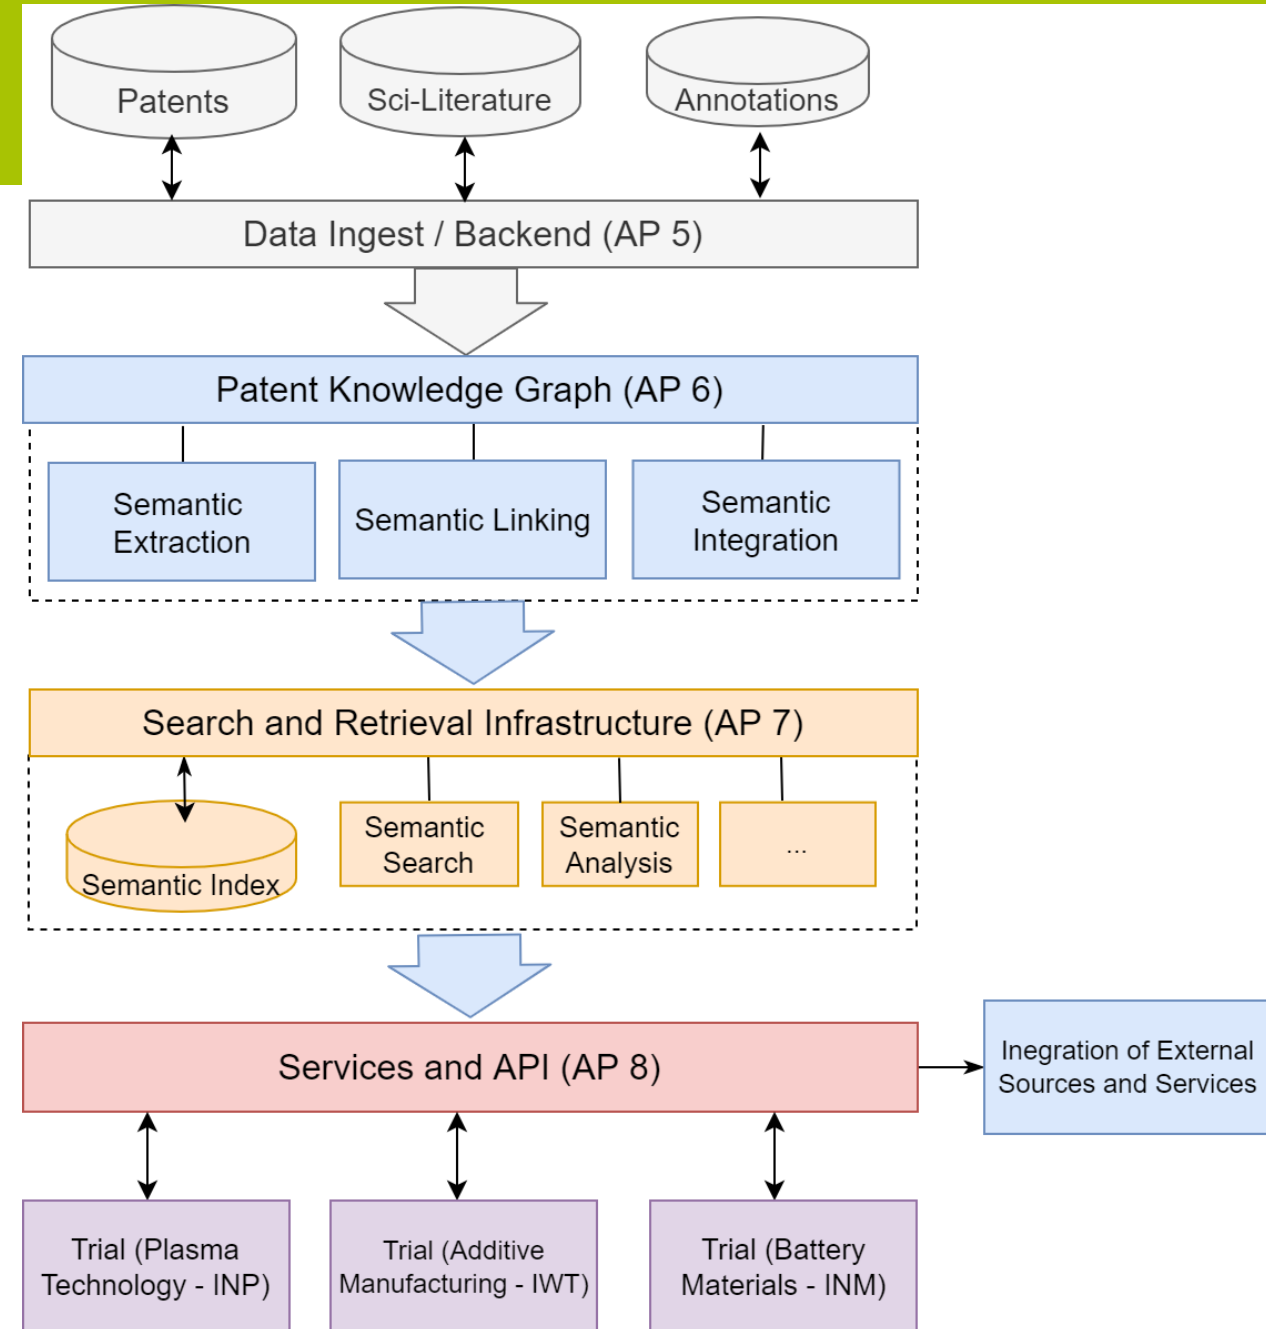 Patents
Sci-Literature
Annotations
Data Ingest / Backend (AP 5)
Patent Knowledge Graph (AP 6)
Semantic
Extraction
Semantic Linking
Semantic
Integration
Search and Retrieval Infrastructure (AP 7)
Semantic Index
Semantic
Search
Semantic
Analysis
...
Services and API (AP 8)
Inegration of External
Sources and Services
Trial (Plasma
Technology - INP)
Trial (Additive
Manufacturing - IWT)
Trial (Battery
Materials - INM)